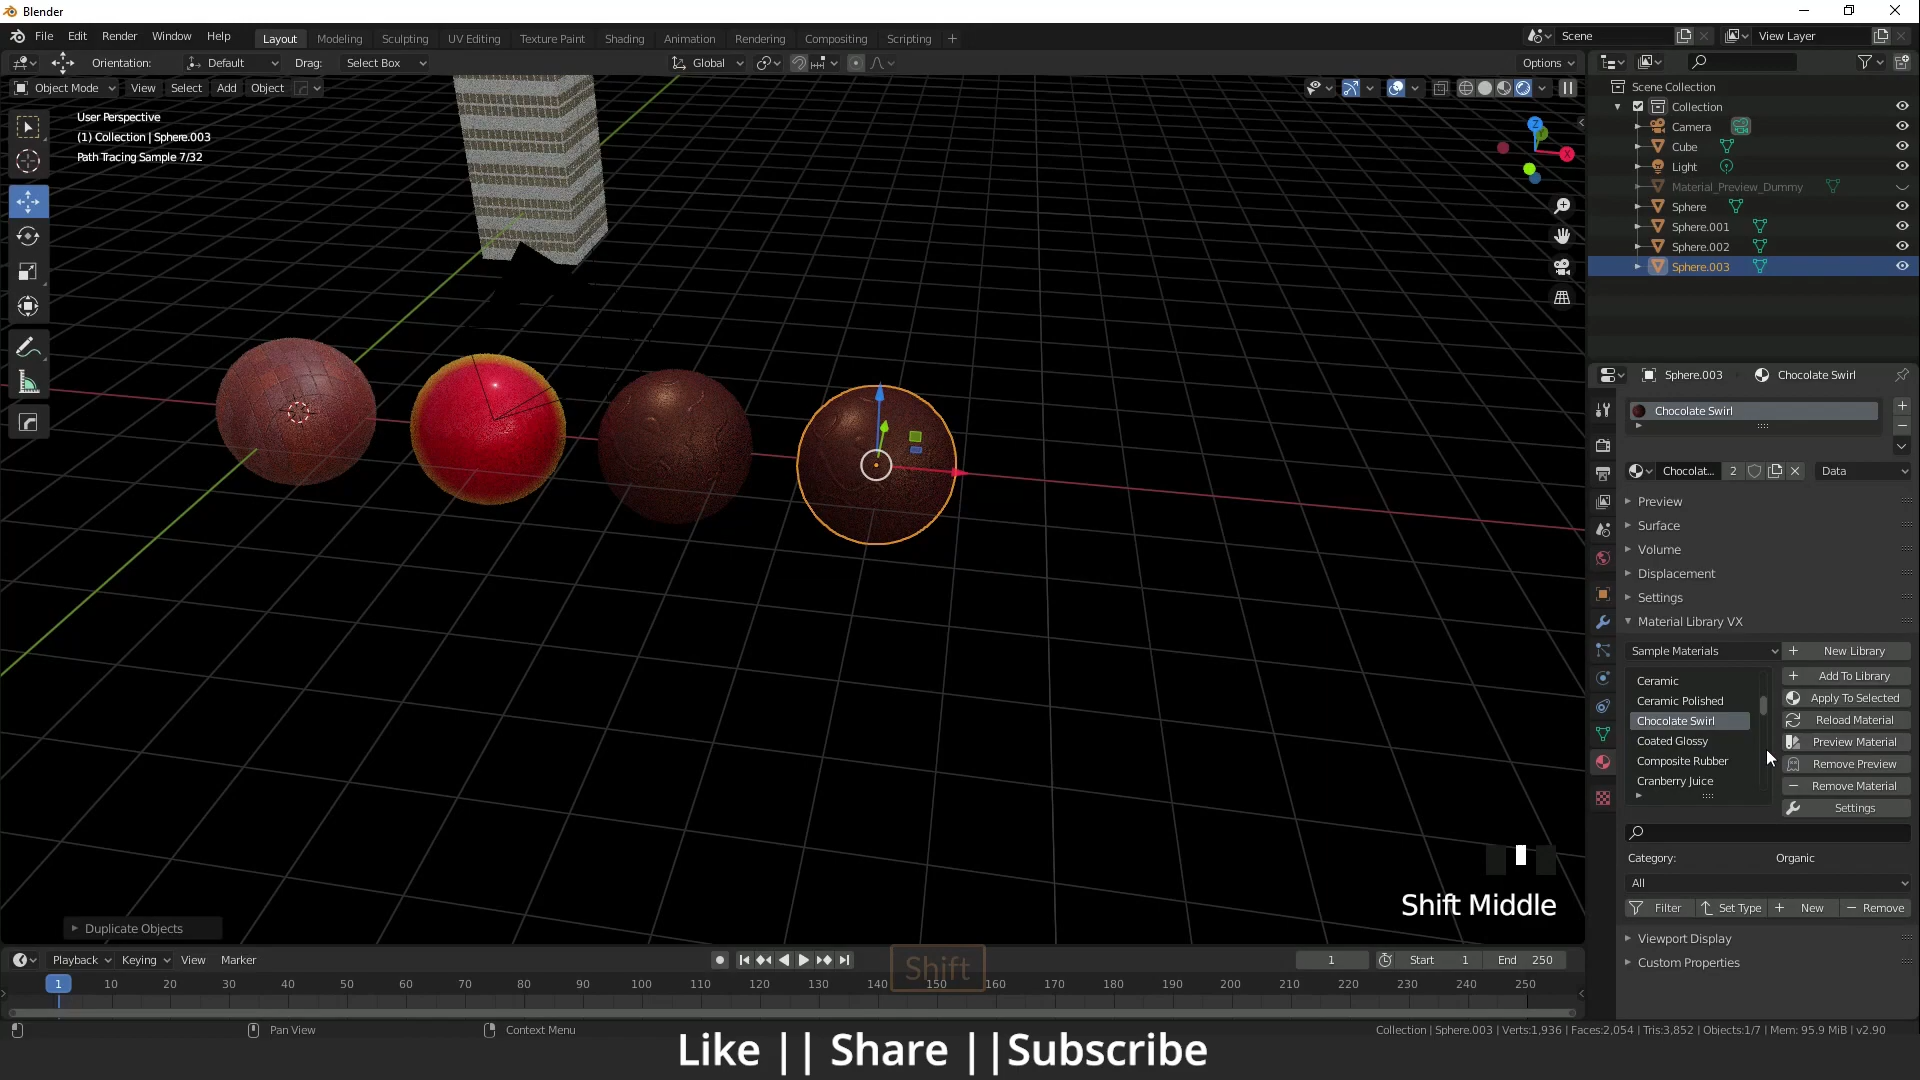 Blender
File Edit Render Window Help
Layout Modeling Sculpting UV Editing Texture Paint Shading Animation Rendering Compositing Scripting +
Scene
View Layer
Orientation: Default Drag: Select Box
Global
Options
Object Mode View Select Add Object
User Perspective
(1) Collection | Sphere.003
Path Tracing Sample 7/32
Z
X
Scene Collection
Collection
Camera
Cube
Light
Material_Preview_Dummy
Sphere
Sphere.001
Sphere.002
Sphere.003
Sphere.003 Chocolate Swirl
Chocolate Swirl
Chocolat... 2 Data
Preview
Surface
Volume
Displacement
Settings
Material Library VX
Sample Materials
New Library
Ceramic
Ceramic Polished
Chocolate Swirl
Coated Glossy
Composite Rubber
Cranberry Juice
Add To Library
Apply To Selected
Reload Material
Preview Material
Remove Preview
Remove Material
Settings
Category: Organic
All
Filter Set Type New Remove
Viewport Display
Custom Properties
Shift Middle
Duplicate Objects
Playback Keying View Marker
Shift
1 Start 1 End 250
1 10 20 30 40 50 60 70 80 90 100 110 120 130 140 150 160 170 180 190 200 210 220 230 240 250
Pan View Context Menu
Collection | Sphere.003 | Verts:1,936 | Faces:2,054 | Tris:3,852 | Objects:1/7 | Mem: 95.9 MiB | v2.90
Like || Share ||Subscribe